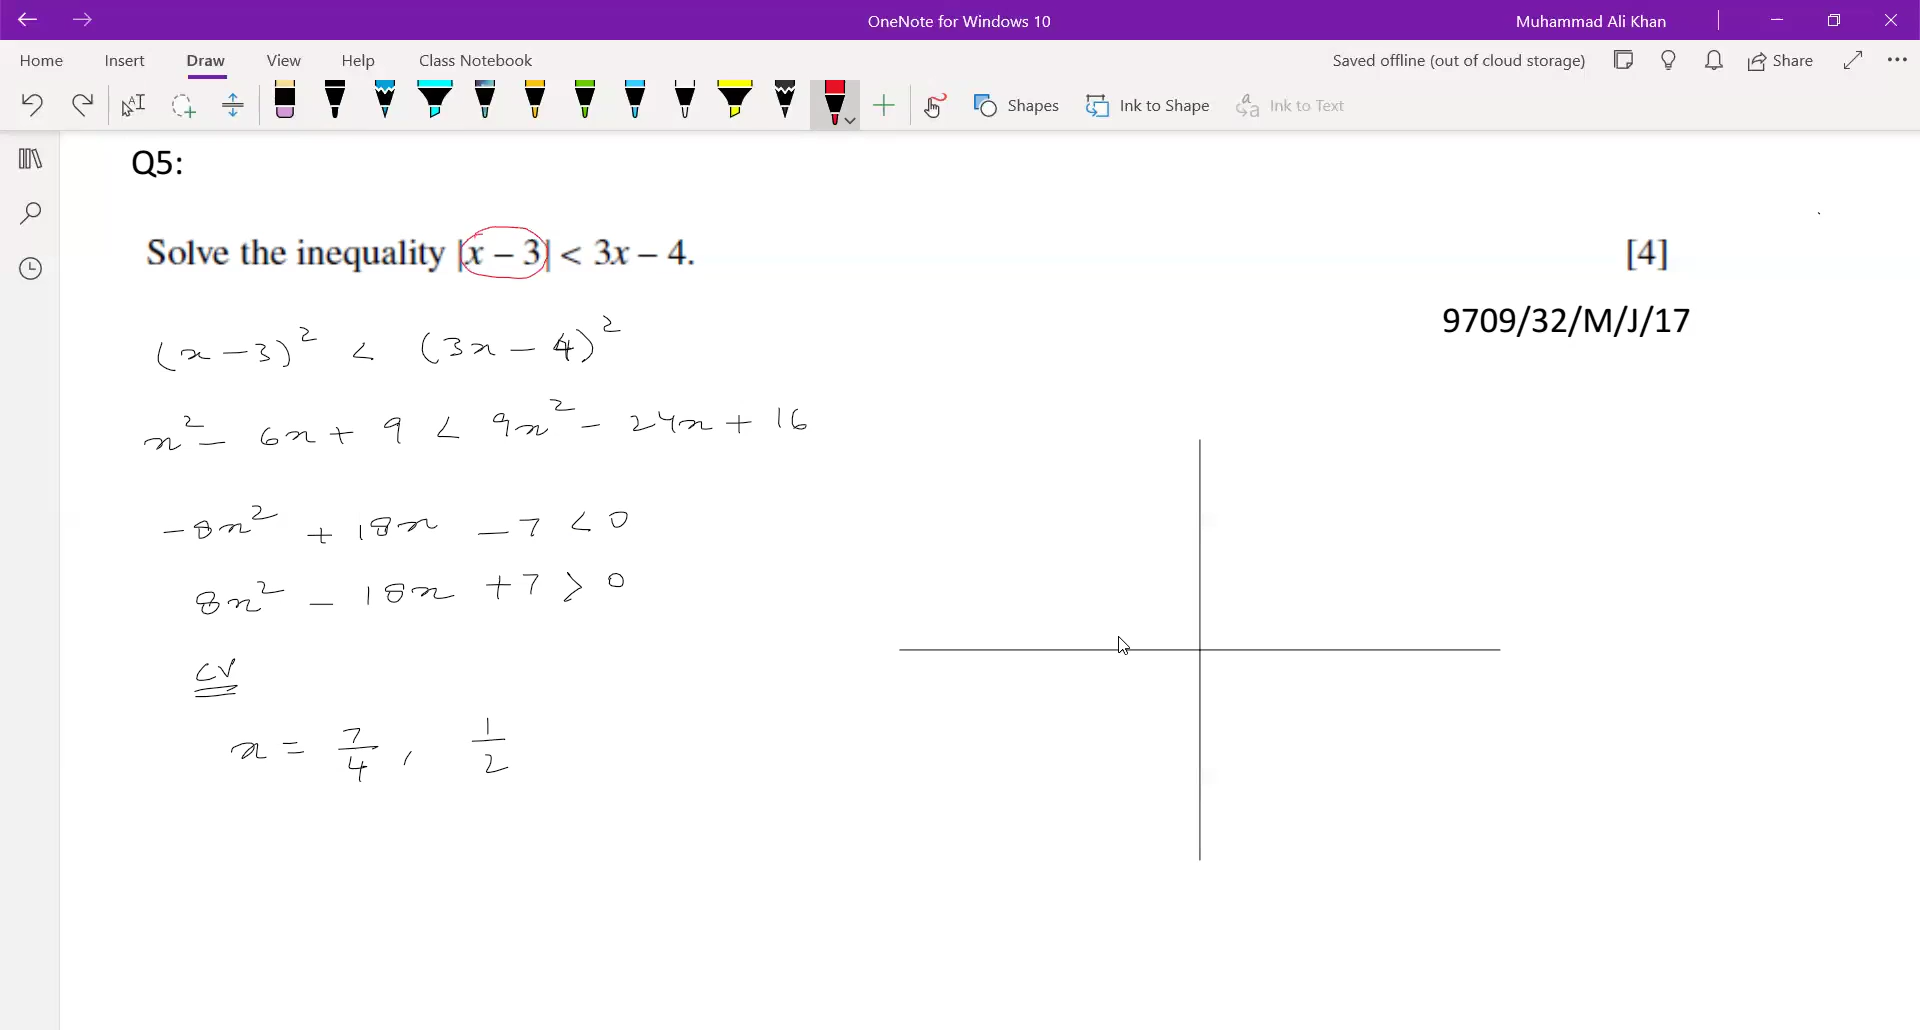 OneNote for Windows 10
Muhammad Ali Khan
Home Insert Draw View Help Class Notebook
Saved offline (out of cloud storage) Share
Shapes Ink to Shape Ink to Text
Q5:
Solve the inequality |x – 3| < 3x – 4. [4]
9709/32/M/J/17
(x – 3)² < (3x – 4)²
x² – 6x + 9 < 9x² – 24x + 16
–8x² + 18x – 7 < 0
8x² – 18x + 7 > 0
CV
x = 7/4 , 1/2